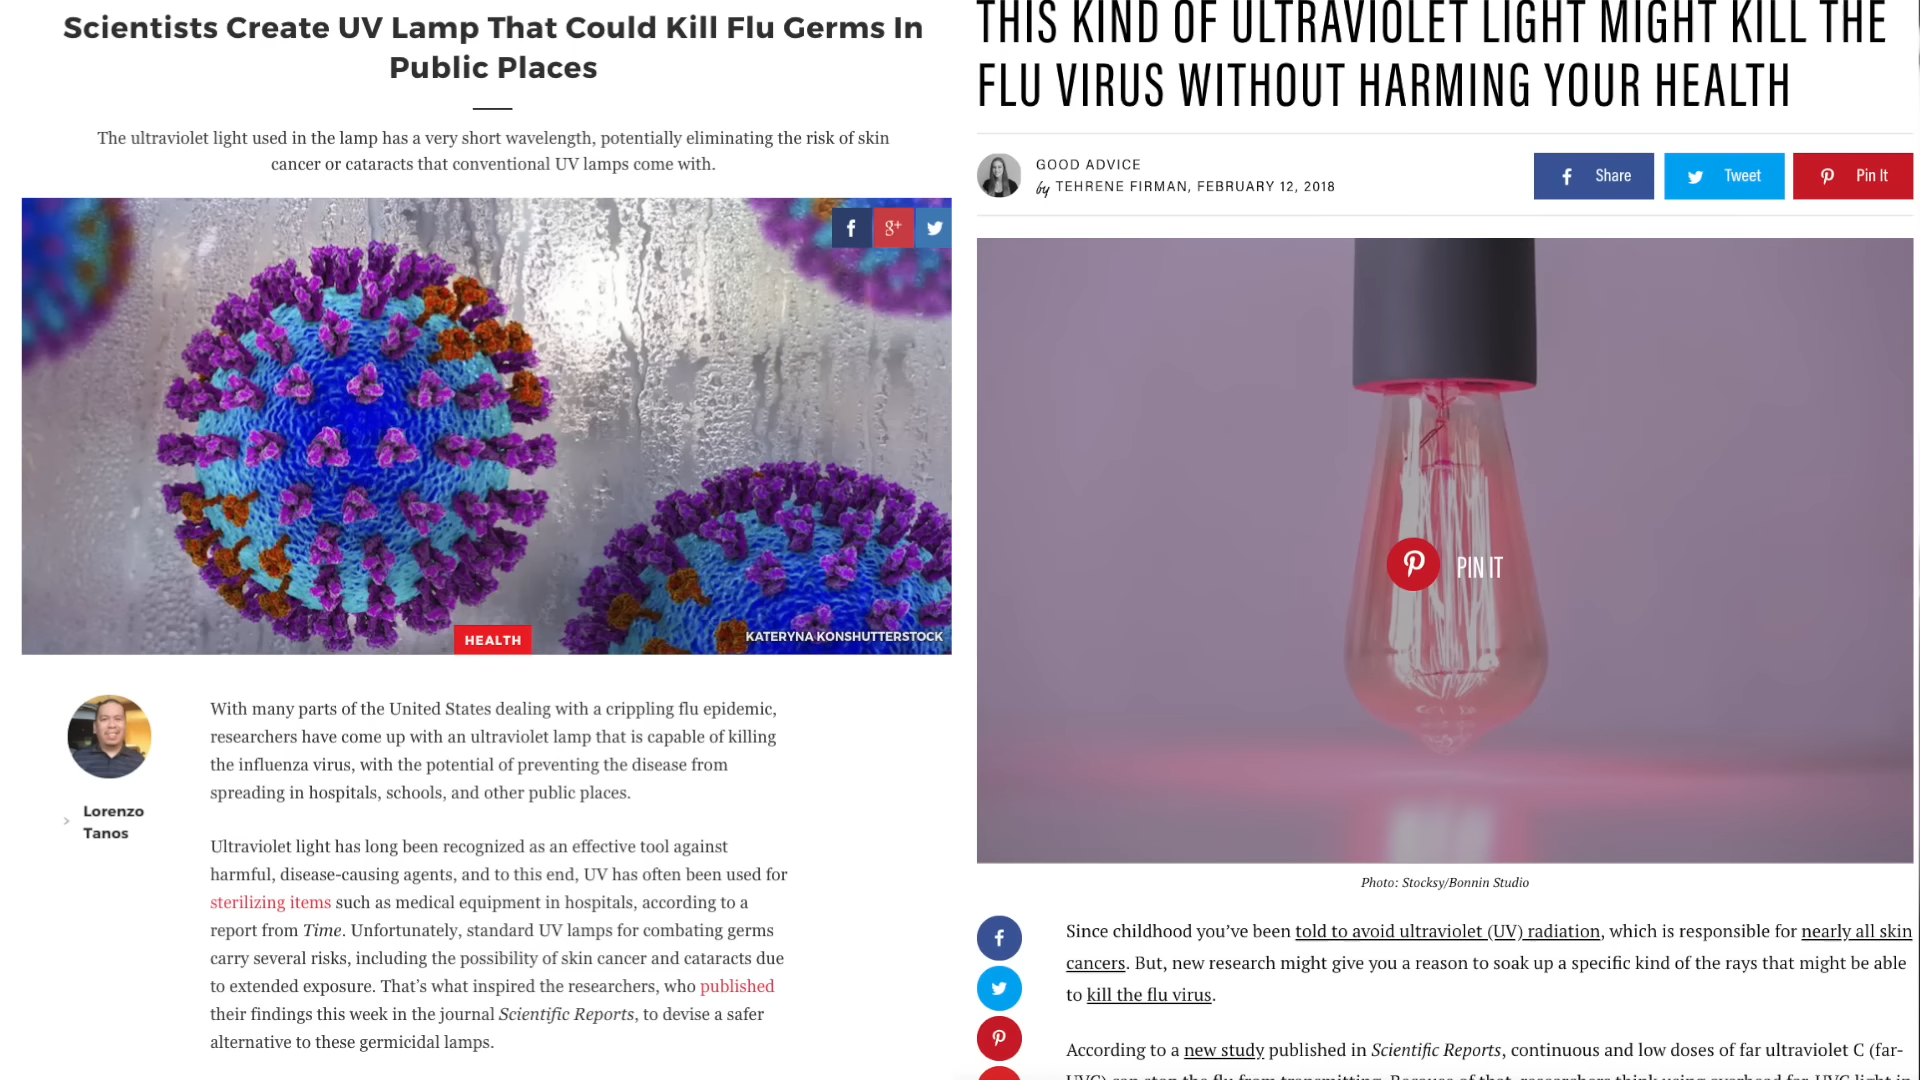 Scientists Create UV Lamp That Could Kill Flu Germs In
Public Places
The ultraviolet light used in the lamp has a very short wavelength, potentially eliminating the risk of skin
cancer or cataracts that conventional UV lamps come with.
g+
HEALTH
KATERYNA KONSHUTTERSTOCK
Lorenzo
Tanos
With many parts of the United States dealing with a crippling flu epidemic,
researchers have come up with an ultraviolet lamp that is capable of killing
the influenza virus, with the potential of preventing the disease from
spreading in hospitals, schools, and other public places.
Ultraviolet light has long been recognized as an effective tool against
harmful, disease-causing agents, and to this end, UV has often been used for
sterilizing items such as medical equipment in hospitals, according to a
report from Time. Unfortunately, standard UV lamps for combating germs
carry several risks, including the possibility of skin cancer and cataracts due
to extended exposure. That's what inspired the researchers, who published
their findings this week in the journal Scientific Reports, to devise a safer
alternative to these germicidal lamps.
THIS KIND OF ULTRAVIOLET LIGHT MIGHT KILL THE
FLU VIRUS WITHOUT HARMING YOUR HEALTH
GOOD ADVICE
by TEHRENE FIRMAN, FEBRUARY 12, 2018
Share
Tweet
Pin It
PIN IT
Photo: Stocksy/Bonnin Studio
Since childhood you've been told to avoid ultraviolet (UV) radiation, which is responsible for nearly all skin
cancers. But, new research might give you a reason to soak up a specific kind of the rays that might be able
to kill the flu virus.
According to a new study published in Scientific Reports, continuous and low doses of far ultraviolet C (far-